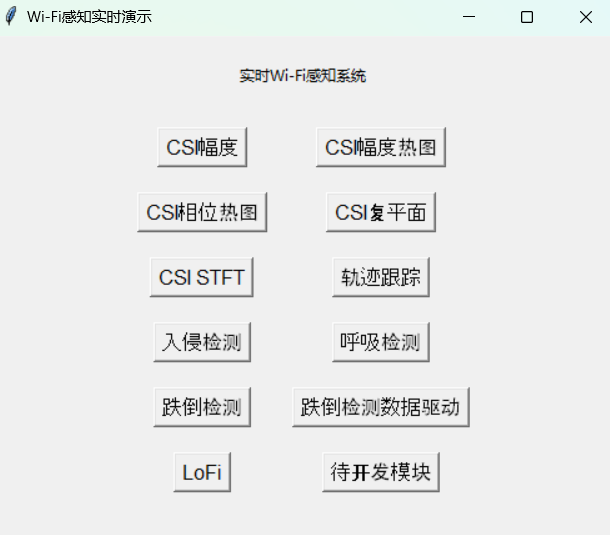 Wi-Fi感知实时演示
实时Wi-Fi感知系统
CSI幅度 CSI幅度热图
CSI相位热图 CSI复平面
CSI STFT 轨迹跟踪
入侵检测 呼吸检测
跌倒检测 跌倒检测数据驱动
LoFi 待开发模块